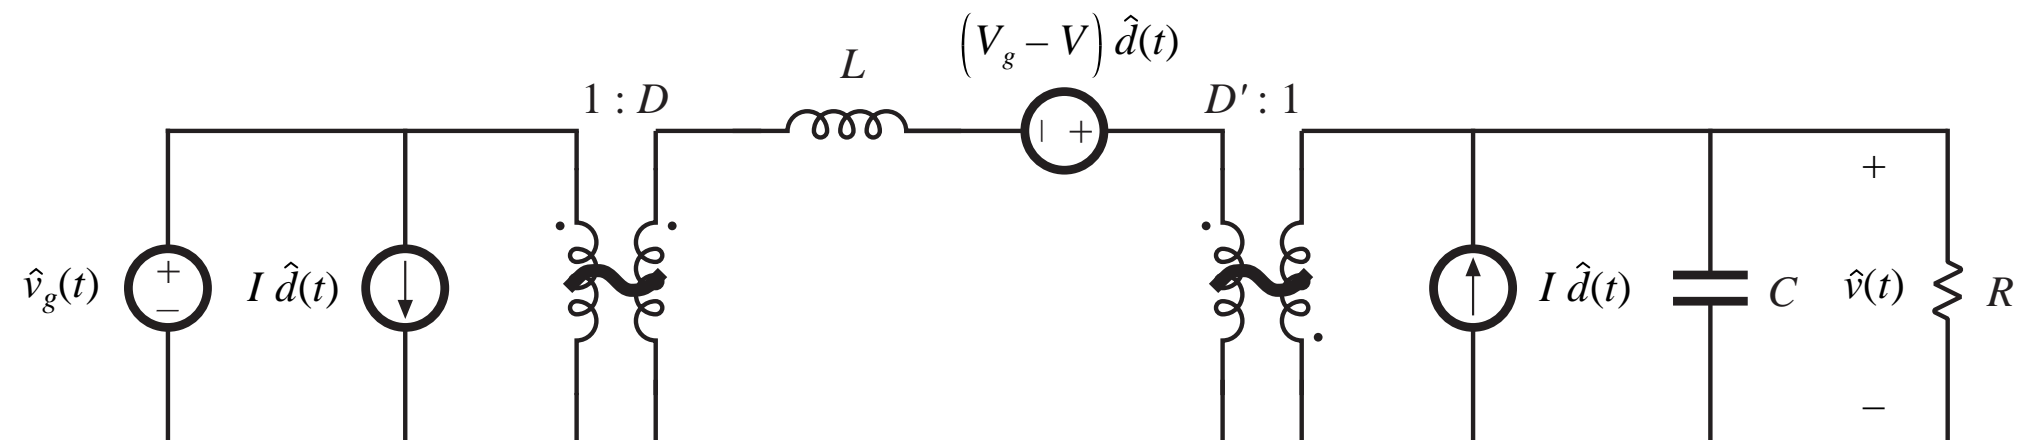 (V_g – V) d̂(t)
L
1 : D
D′ : 1
– +
+
v̂_g(t)
+
–
I d̂(t)
I d̂(t)
C
v̂(t)
R
–